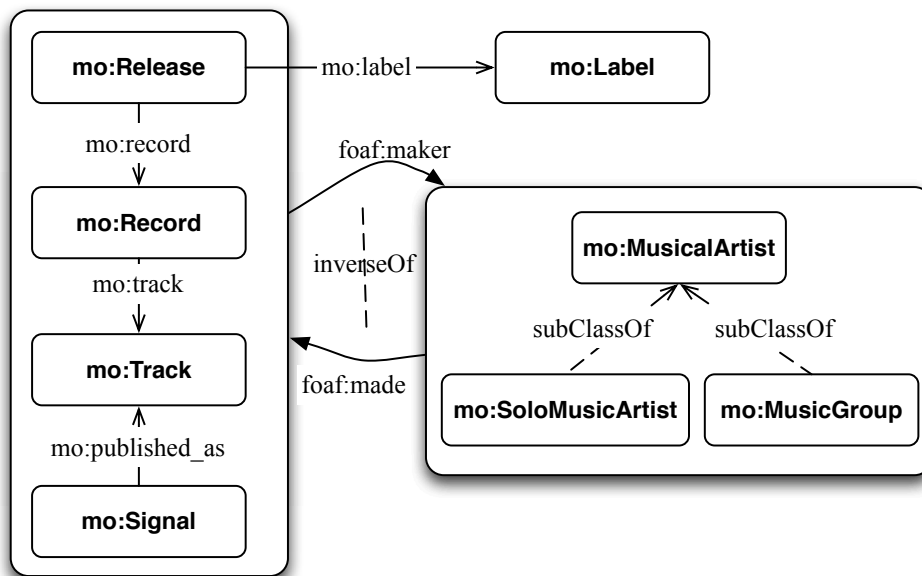 mo:Release
mo:label
mo:Label
mo:record
foaf:maker
mo:Record
mo:MusicalArtist
inverseOf
mo:track
subClassOf
subClassOf
mo:Track
foaf:made
mo:SoloMusicArtist
mo:MusicGroup
mo:published_as
mo:Signal